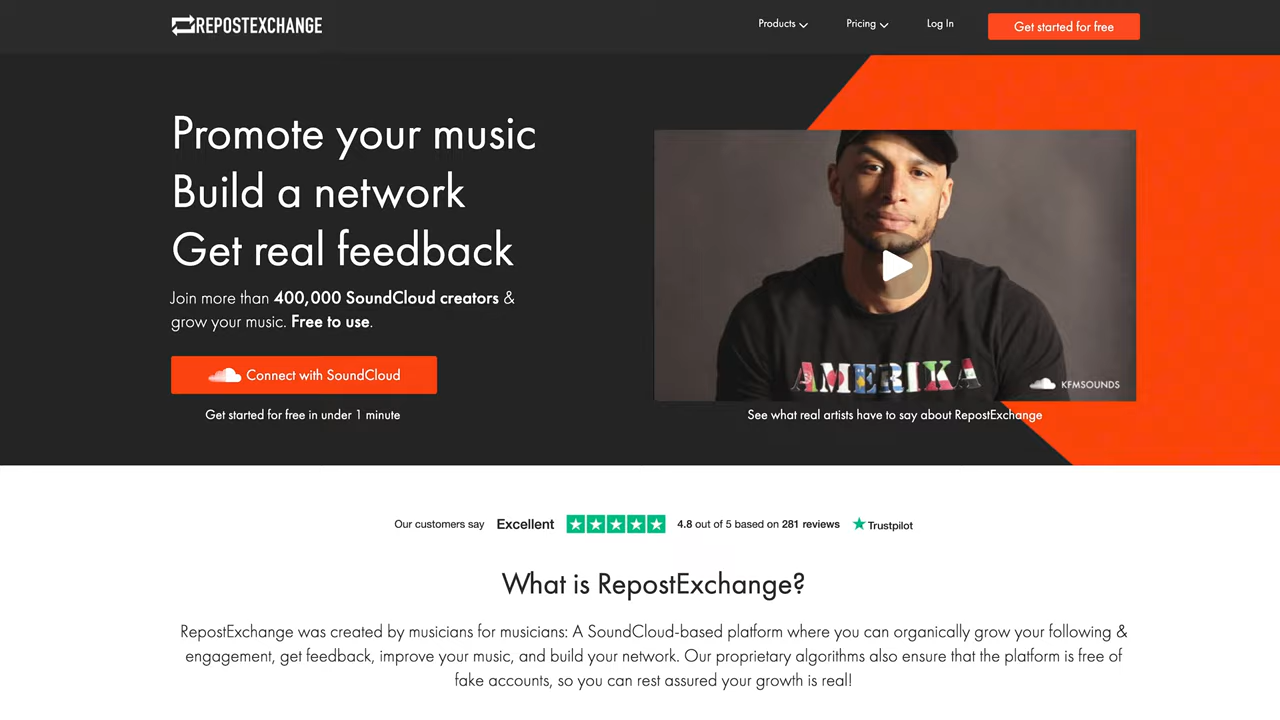 REPOSTEXCHANGE
Products
Pricing
Log In
Get started for free
Promote your music
Build a network
Get real feedback
Join more than 400,000 SoundCloud creators &
grow your music. Free to use.
Connect with SoundCloud
Get started for free in under 1 minute
AMERIKA
KFMSOUNDS
See what real artists have to say about RepostExchange
Our customers say Excellent 4.8 out of 5 based on 281 reviews Trustpilot
What is RepostExchange?
RepostExchange was created by musicians for musicians: A SoundCloud-based platform where you can organically grow your following &
engagement, get feedback, improve your music, and build your network. Our proprietary algorithms also ensure that the platform is free of
fake accounts, so you can rest assured your growth is real!